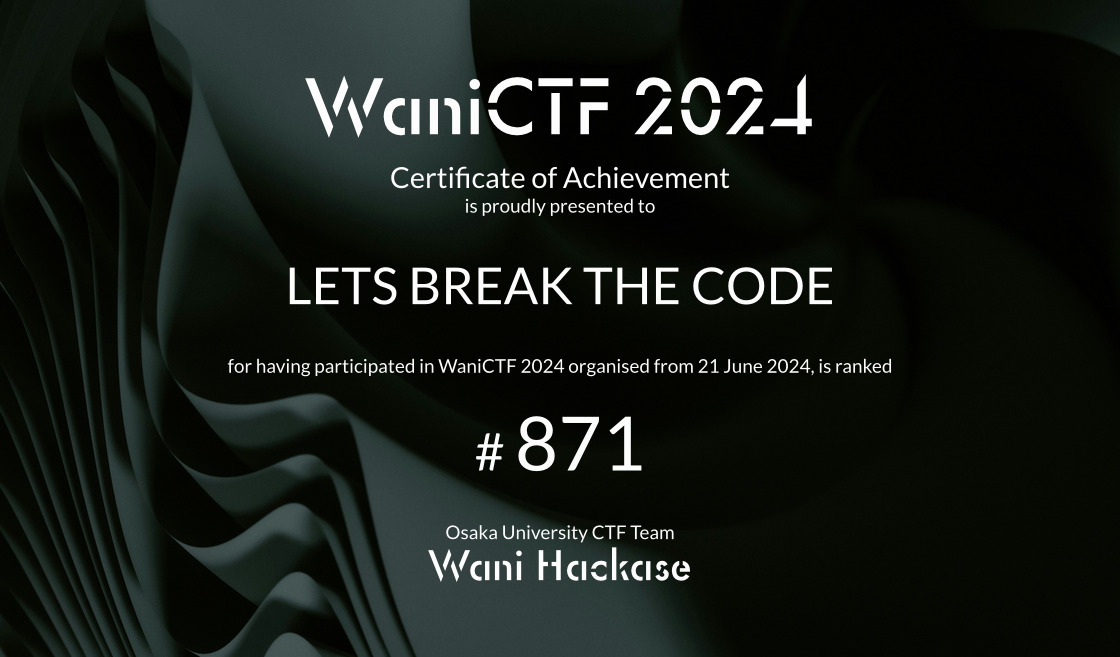 WaniCTF 2024
Certificate of Achievement
is proudly presented to
LETS BREAK THE CODE
for having participated in WaniCTF 2024 organised from 21 June 2024, is ranked
# 871
Osaka University CTF Team
Wani Hackase